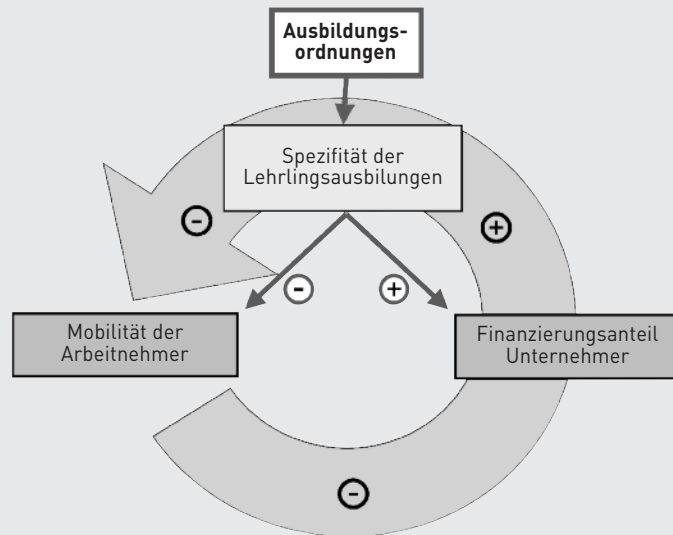 Ausbildungs-
ordnungen
Spezifität der
Lehrlingsausbilungen
-
+
-
+
Mobilität der
Arbeitnehmer
Finanzierungsanteil
Unternehmer
-